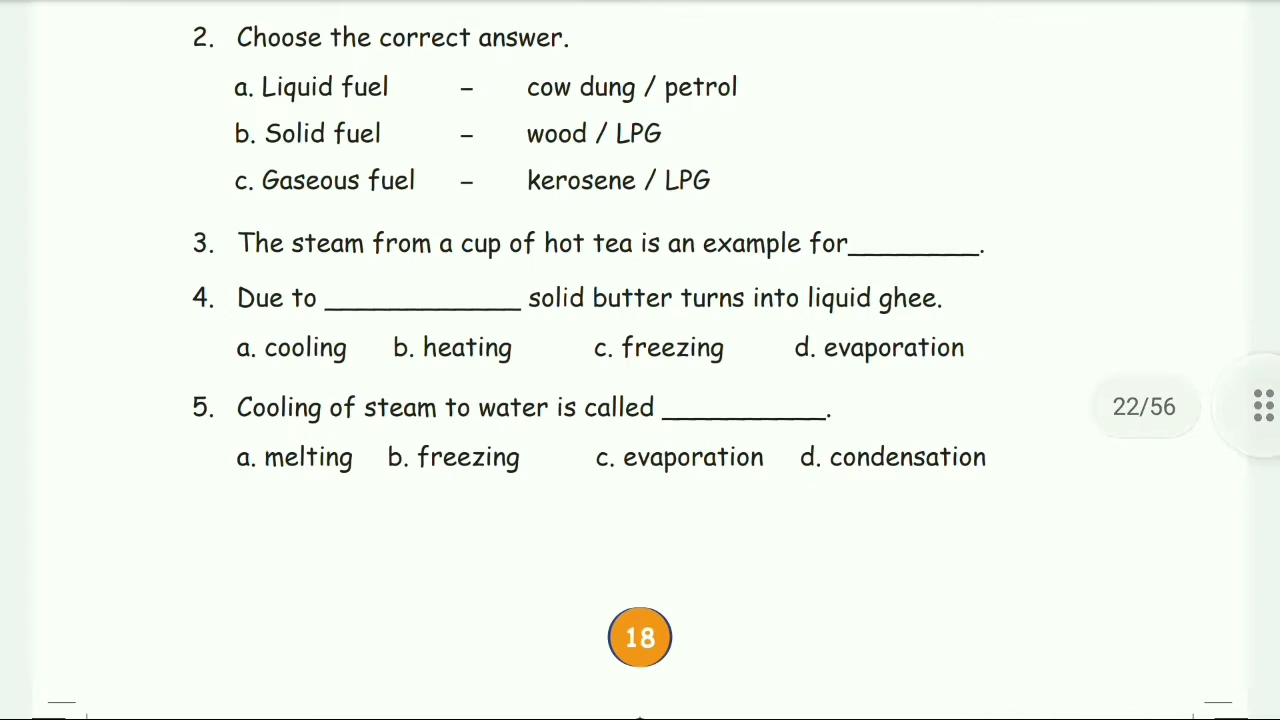 2. Choose the correct answer.
a. Liquid fuel - cow dung / petrol
b. Solid fuel - wood / LPG
c. Gaseous fuel - kerosene / LPG
3. The steam from a cup of hot tea is an example for_________.
4. Due to _____________ solid butter turns into liquid ghee.
a. cooling b. heating c. freezing d. evaporation
22/56
5. Cooling of steam to water is called ___________.
a. melting b. freezing c. evaporation d. condensation
18